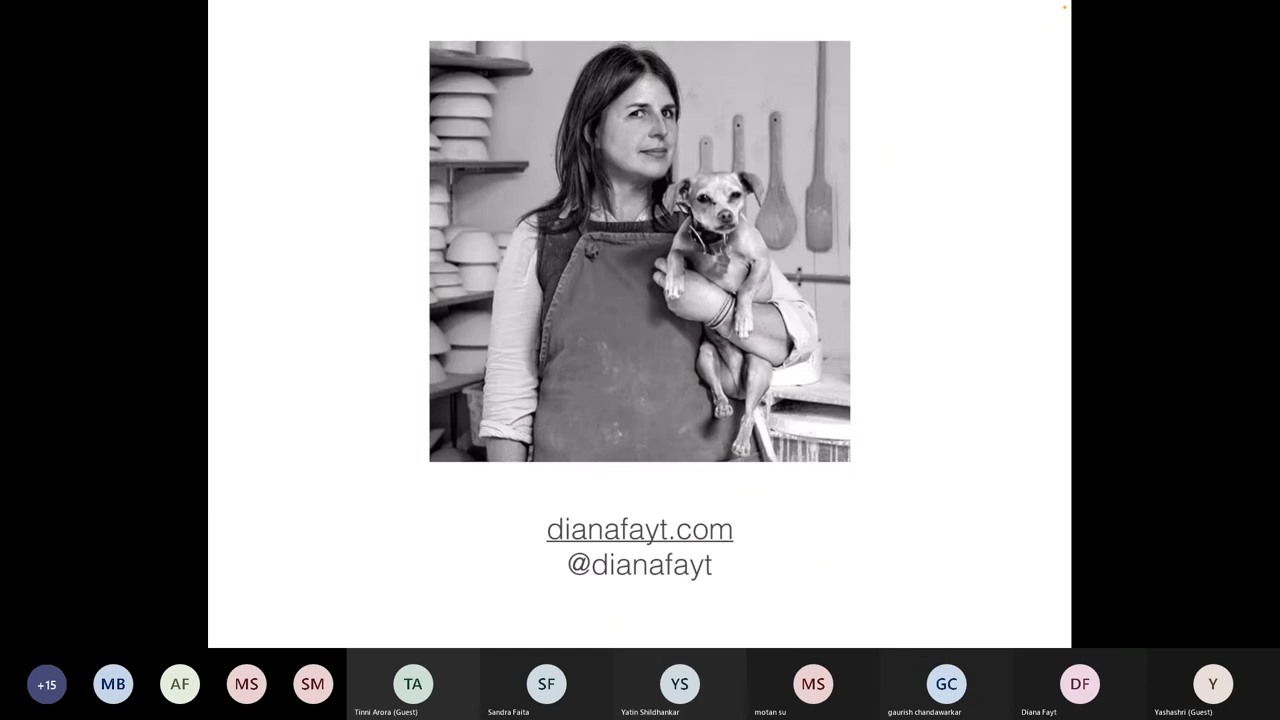 dianafayt.com
@dianafayt
+15
MB
AF
MS
SM
TA
SF
YS
MS
GC
DF
Y
Tinni Arora (Guest)
Sandra Faita
Yatin Shildhankar
motan su
gaurish chandawarkar
Diana Fayt
Yashashri (Guest)